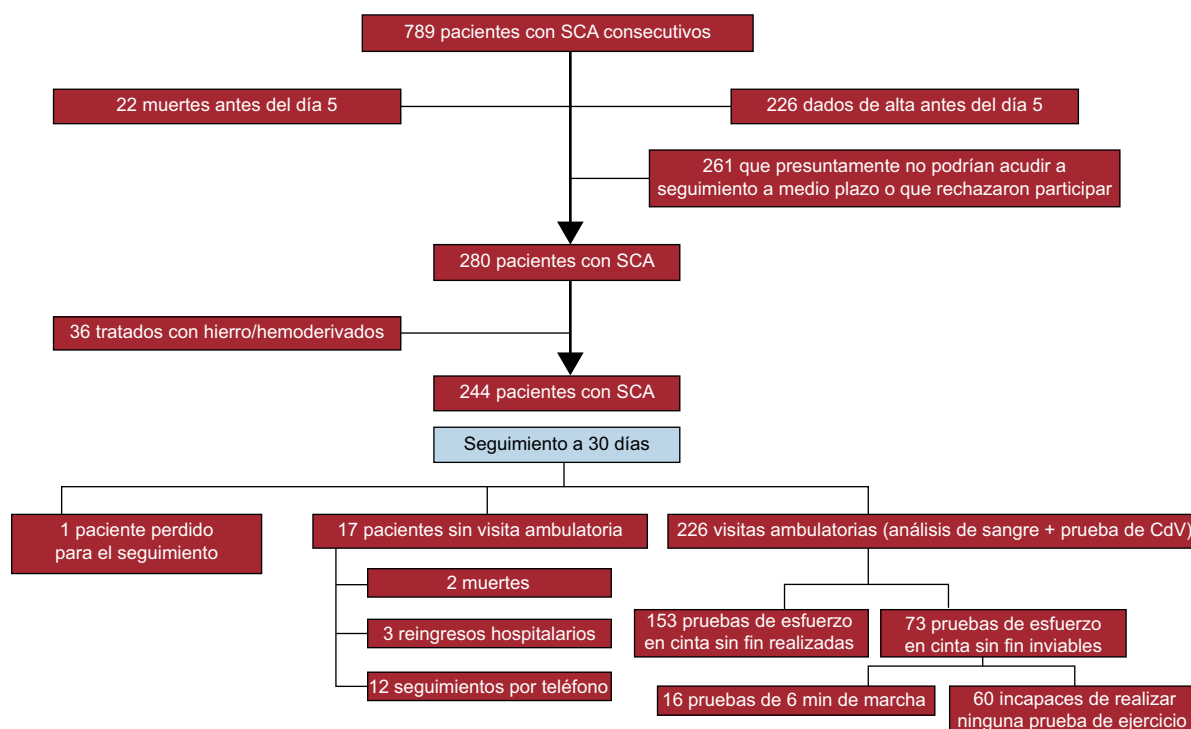 789 pacientes con SCA consecutivos
22 muertes antes del día 5
226 dados de alta antes del día 5
261 que presuntamente no podrían acudir a
seguimiento a medio plazo o que rechazaron participar
280 pacientes con SCA
36 tratados con hierro/hemoderivados
244 pacientes con SCA
Seguimiento a 30 días
1 paciente perdido
para el seguimiento
17 pacientes sin visita ambulatoria
2 muertes
3 reingresos hospitalarios
12 seguimientos por teléfono
226 visitas ambulatorias (análisis de sangre + prueba de CdV)
153 pruebas de esfuerzo
en cinta sin fin realizadas
73 pruebas de esfuerzo
en cinta sin fin inviables
16 pruebas de 6 min de marcha
60 incapaces de realizar
ninguna prueba de ejercicio